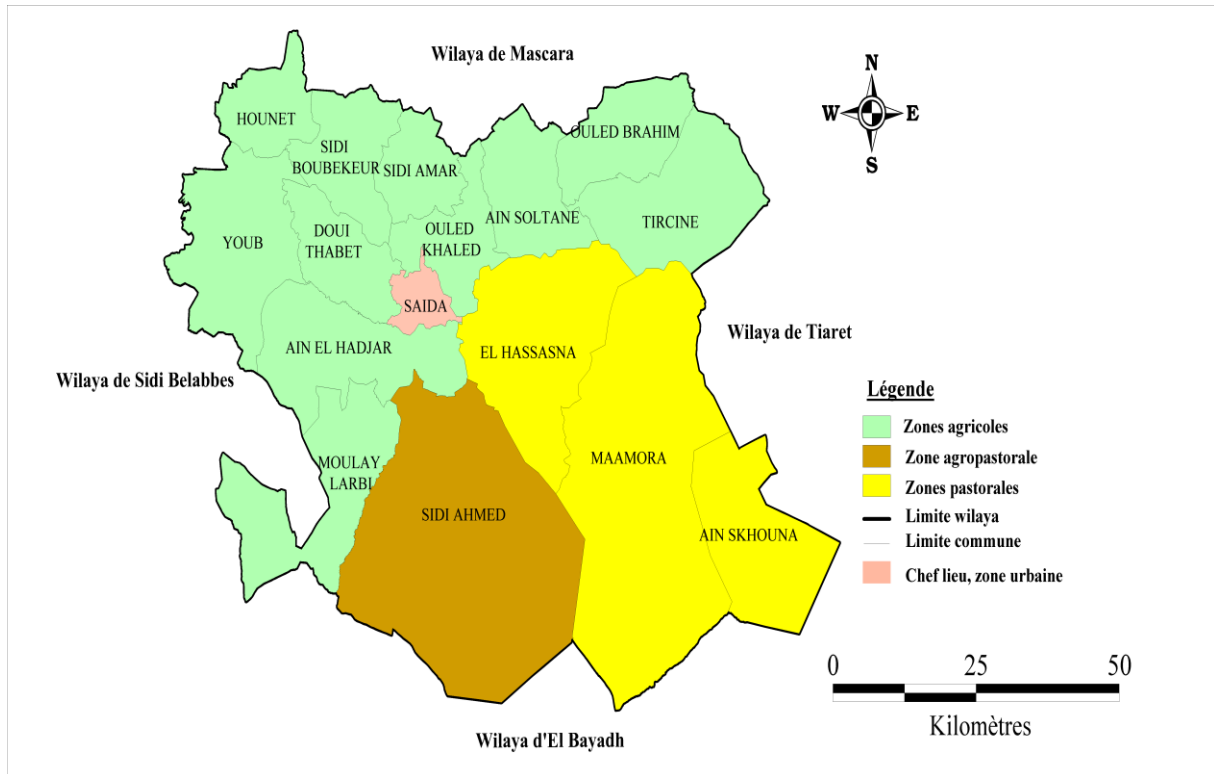 Wilaya de Mascara
N
W
E
S
HOUNET
SIDI
BOUBEKEUR
SIDI AMAR
OULED BRAHIM
YOUB
DOUI
THABET
OULED
KHALED
AIN SOLTANE
TIRCINE
SAIDA
AIN EL HADJAR
EL HASSASNA
Wilaya de Tiaret
Wilaya de Sidi Belabbes
MOULAY
LARBI
SIDI AHMED
MAAMORA
AIN SKHOUNA
Légende
Zones agricoles
Zone agropastorale
Zones pastorales
Limite wilaya
Limite commune
Chef lieu, zone urbaine
0 25 50
Kilomètres
Wilaya d'El Bayadh